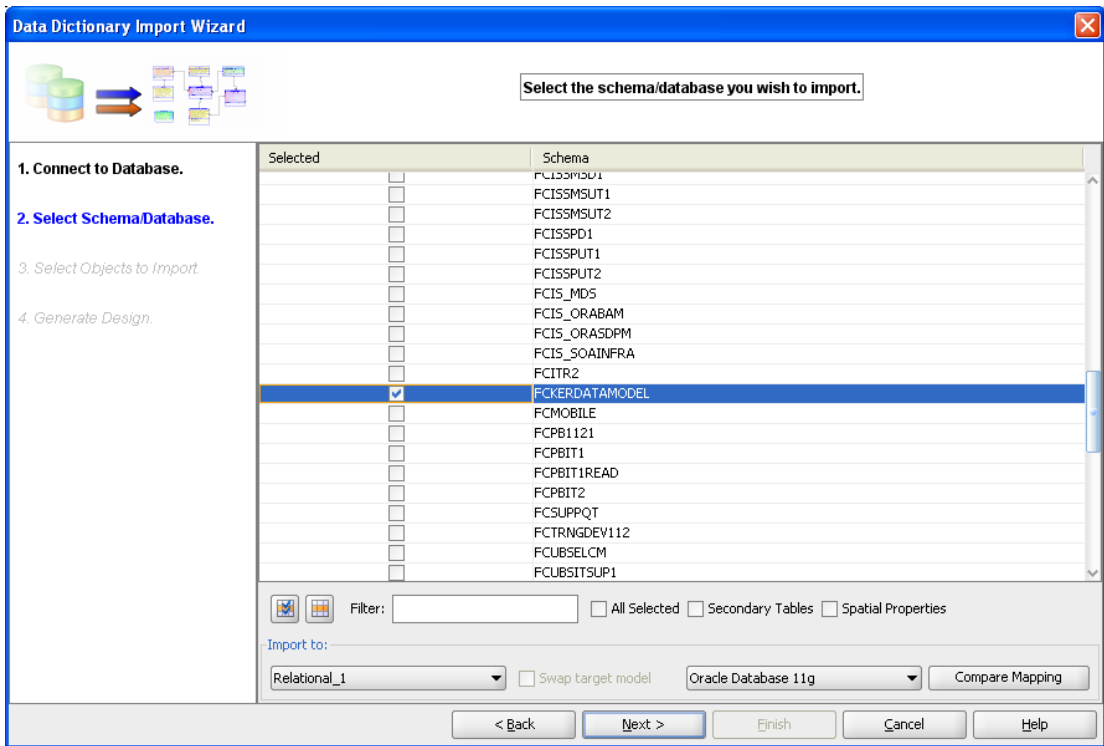 Data Dictionary Import Wizard
Select the schema/database you wish to import.
1. Connect to Database.
2. Select Schema/Database.
3. Select Objects to Import.
4. Generate Design.
Selected Schema
FCISSMSD1
FCISSMSUT1
FCISSMSUT2
FCISSPD1
FCISSPUT1
FCISSPUT2
FCIS_MDS
FCIS_ORABAM
FCIS_ORASDPM
FCIS_SOAINFRA
FCITR2
FCKERDATAMODEL
FCMOBILE
FCPB1121
FCPBIT1
FCPBIT1READ
FCPBIT2
FCSUPPQT
FCTRNGDEV112
FCUBSELCM
FCUBSITSUP1
Filter: All Selected Secondary Tables Spatial Properties
Import to:
Relational_1 Swap target model Oracle Database 11g Compare Mapping
< Back Next > Finish Cancel Help